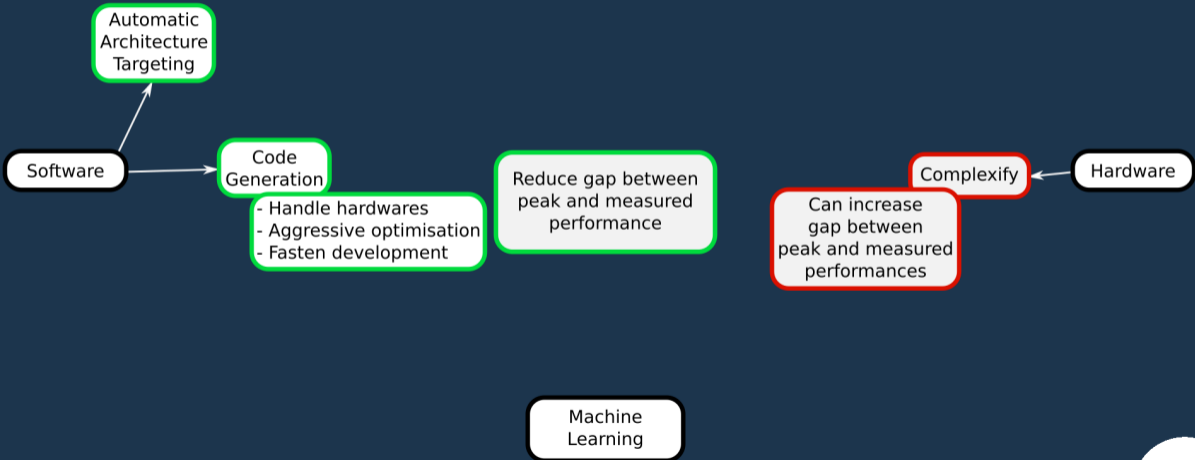 Automatic
Architecture
Targeting
Software
Code
Generation
- Handle hardwares
- Aggressive optimisation
- Fasten development
Reduce gap between
peak and measured
performance
Complexify
Can increase
gap between
peak and measured
performances
Hardware
Machine
Learning